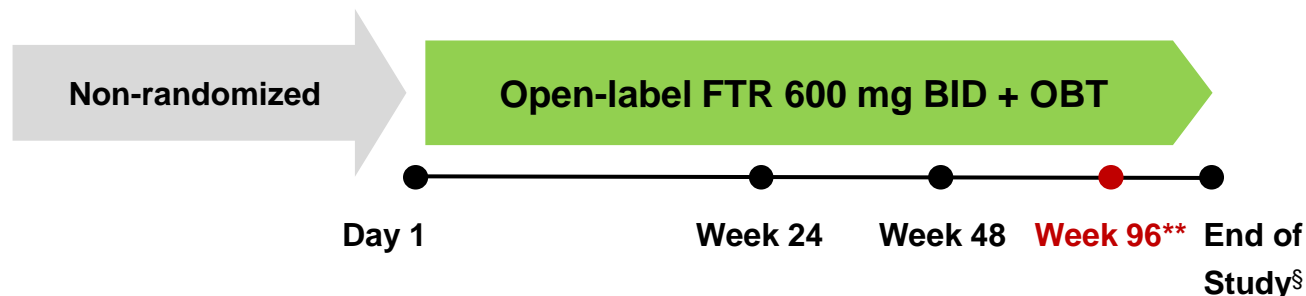 Non-randomized
Open-label FTR 600 mg BID + OBT
Day 1
Week 24
Week 48
Week 96**
End of
Study§